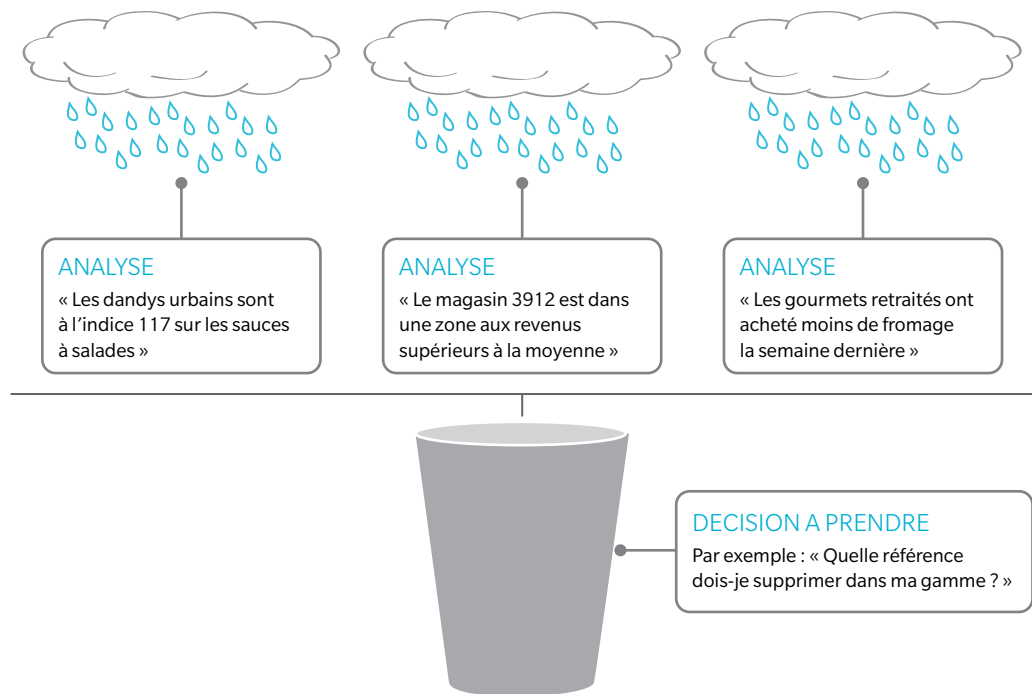 ANALYSE
« Les dandys urbains sont
à l’indice 117 sur les sauces
à salades »
ANALYSE
« Le magasin 3912 est dans
une zone aux revenus
supérieurs à la moyenne »
ANALYSE
« Les gourmets retraités ont
acheté moins de fromage
la semaine dernière »
DECISION A PRENDRE
Par exemple : « Quelle référence
dois-je supprimer dans ma gamme ? »